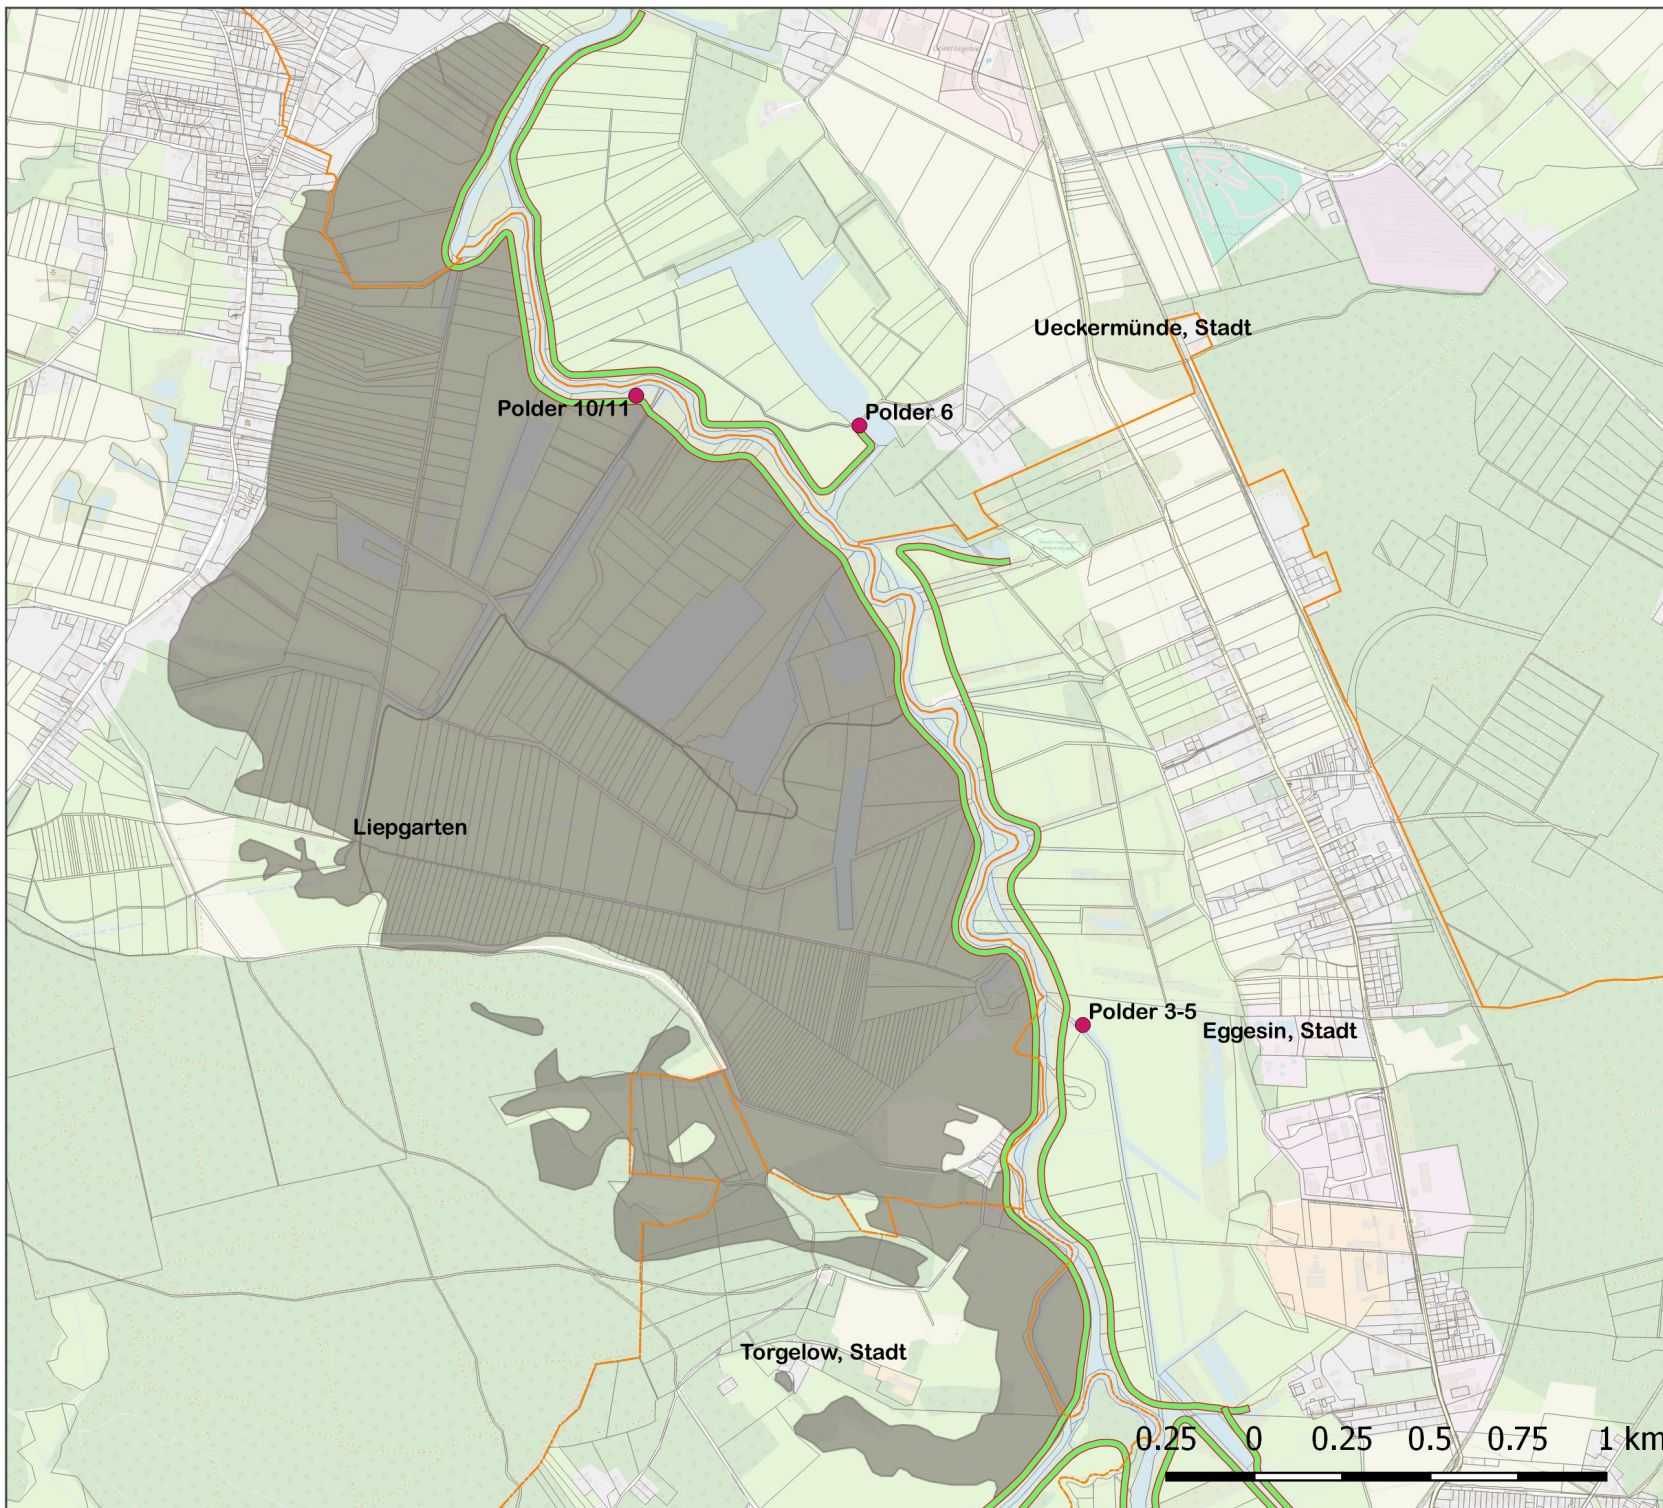 Gewerbegebiet
Ueckermünde, Stadt
Polder 10/11
Polder 6
Liepgarten
Polder 3-5
Eggesin, Stadt
Torgelow, Stadt
0.25 0 0.25 0.5 0.75 1 km